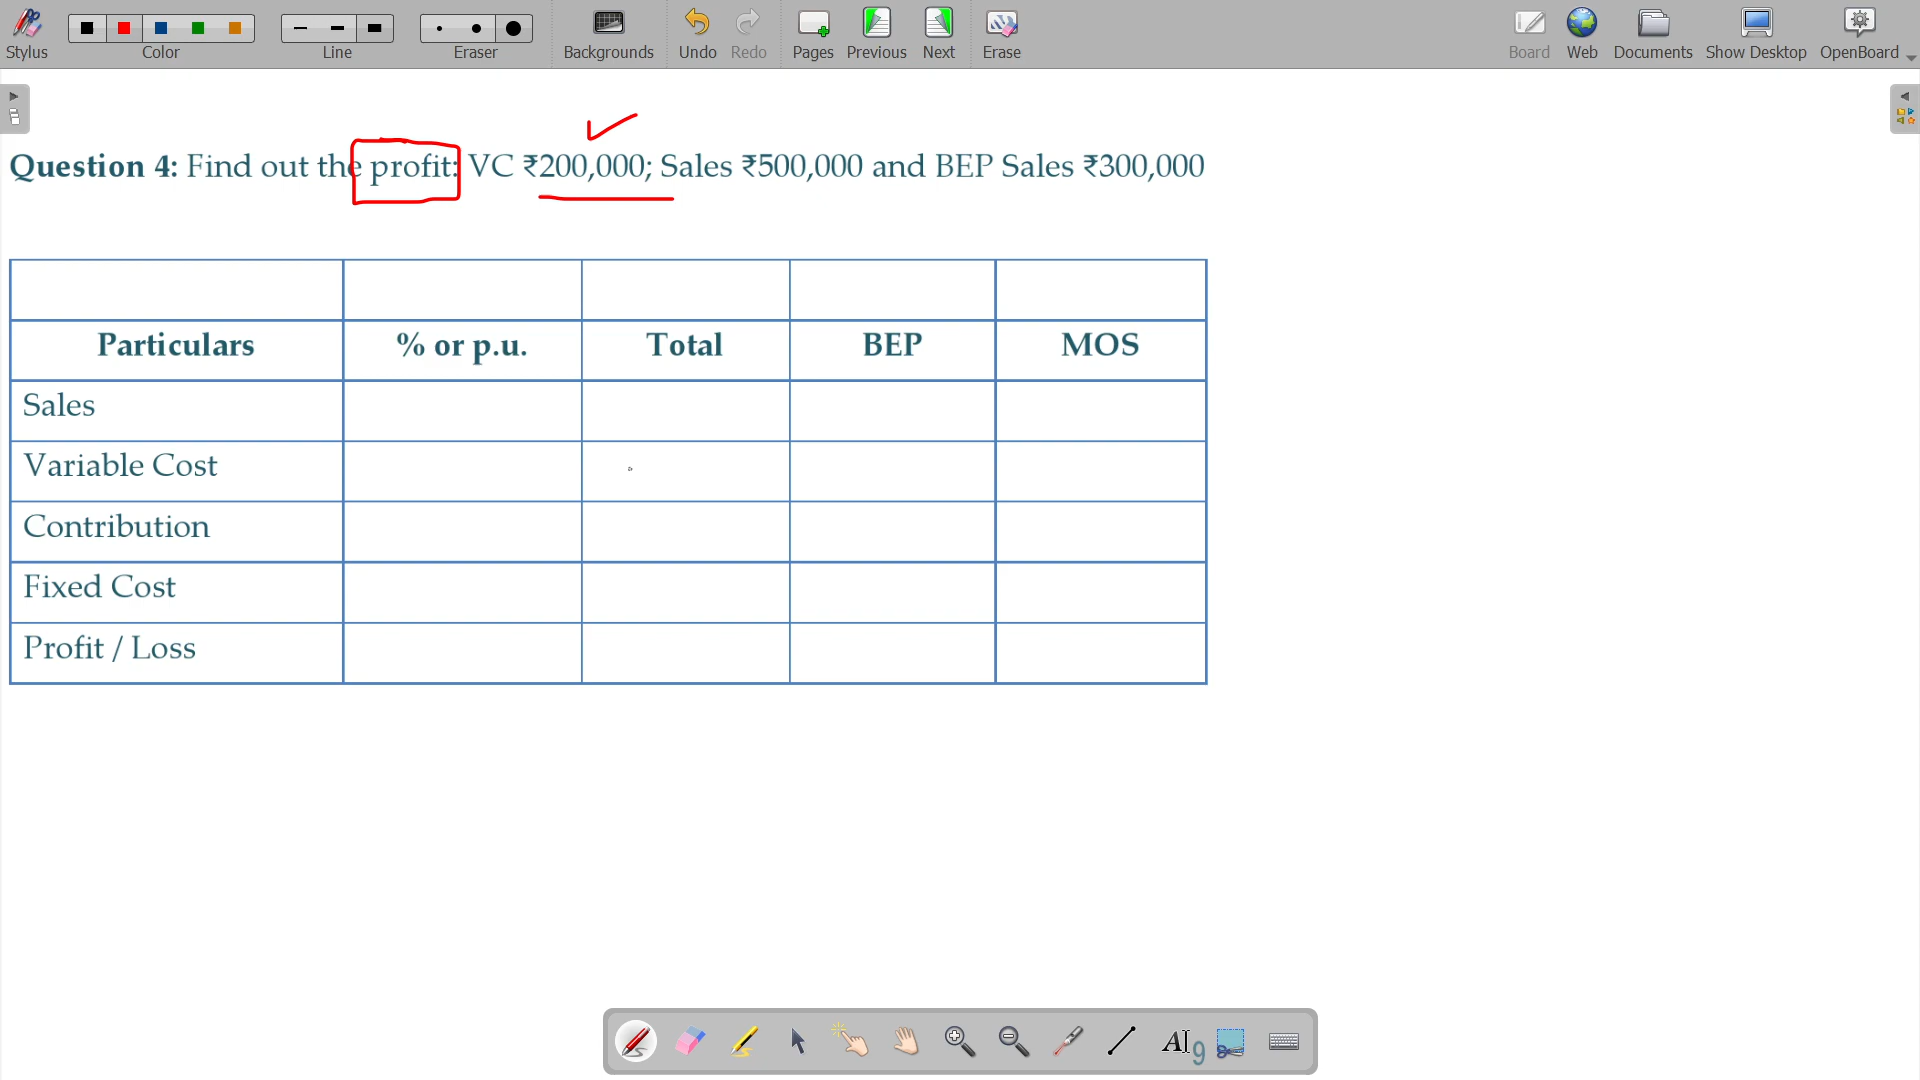 Stylus Color Line Eraser Backgrounds Undo Redo Pages Previous Next Erase Board Web Documents Show Desktop OpenBoard
Question 4: Find out the profit: VC ₹200,000; Sales ₹500,000 and BEP Sales ₹300,000
Particulars % or p.u. Total BEP MOS
Sales
Variable Cost
Contribution
Fixed Cost
Profit / Loss
AI 9